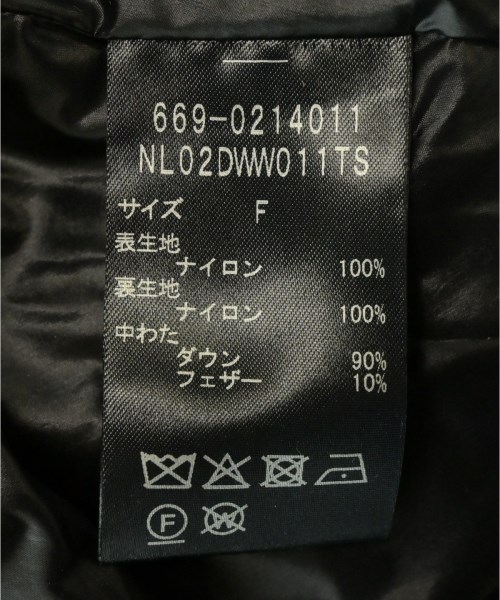 669-0214011
NL02DWW011TS
サイズ F
表生地
ナイロン 100%
裏生地
ナイロン 100%
中わた
ダウン 90%
フェザー 10%
F W